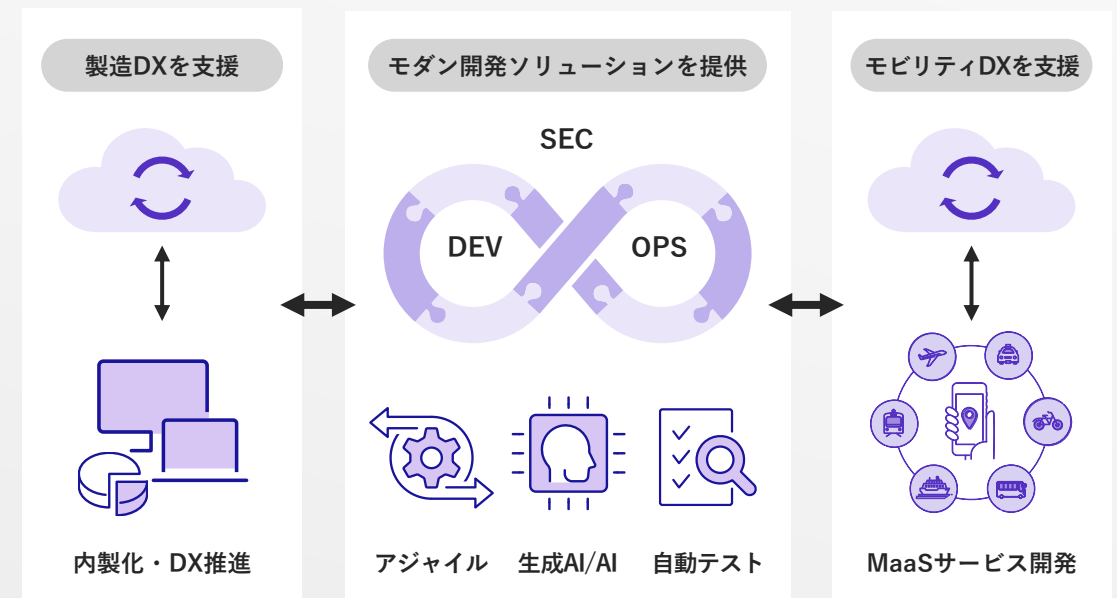 製造DXを支援
内製化・DX推進
モダン開発ソリューションを提供
SEC
DEV
OPS
アジャイル
生成AI/AI
自動テスト
モビリティDXを支援
MaaSサービス開発